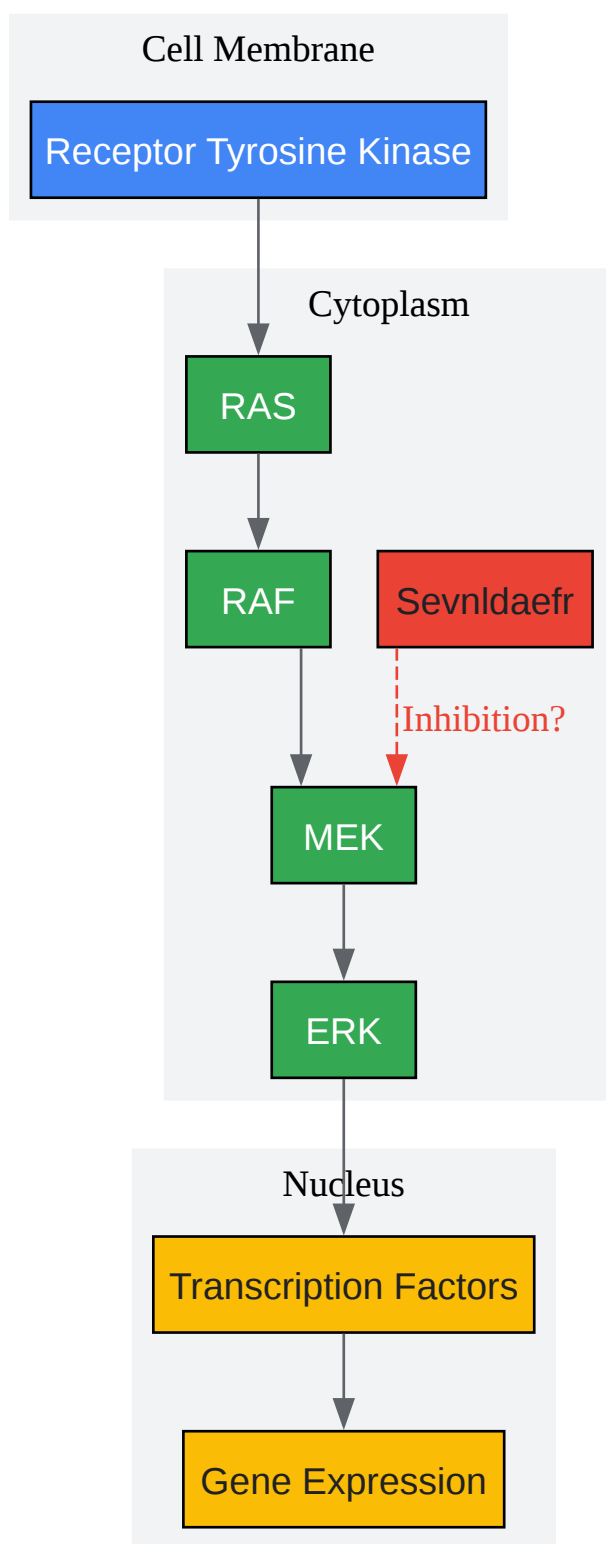 Cell Membrane
Receptor Tyrosine Kinase
Cytoplasm
RAS
RAF
Sevnldaefr
Inhibition?
MEK
ERK
Nucleus
Transcription Factors
Gene Expression